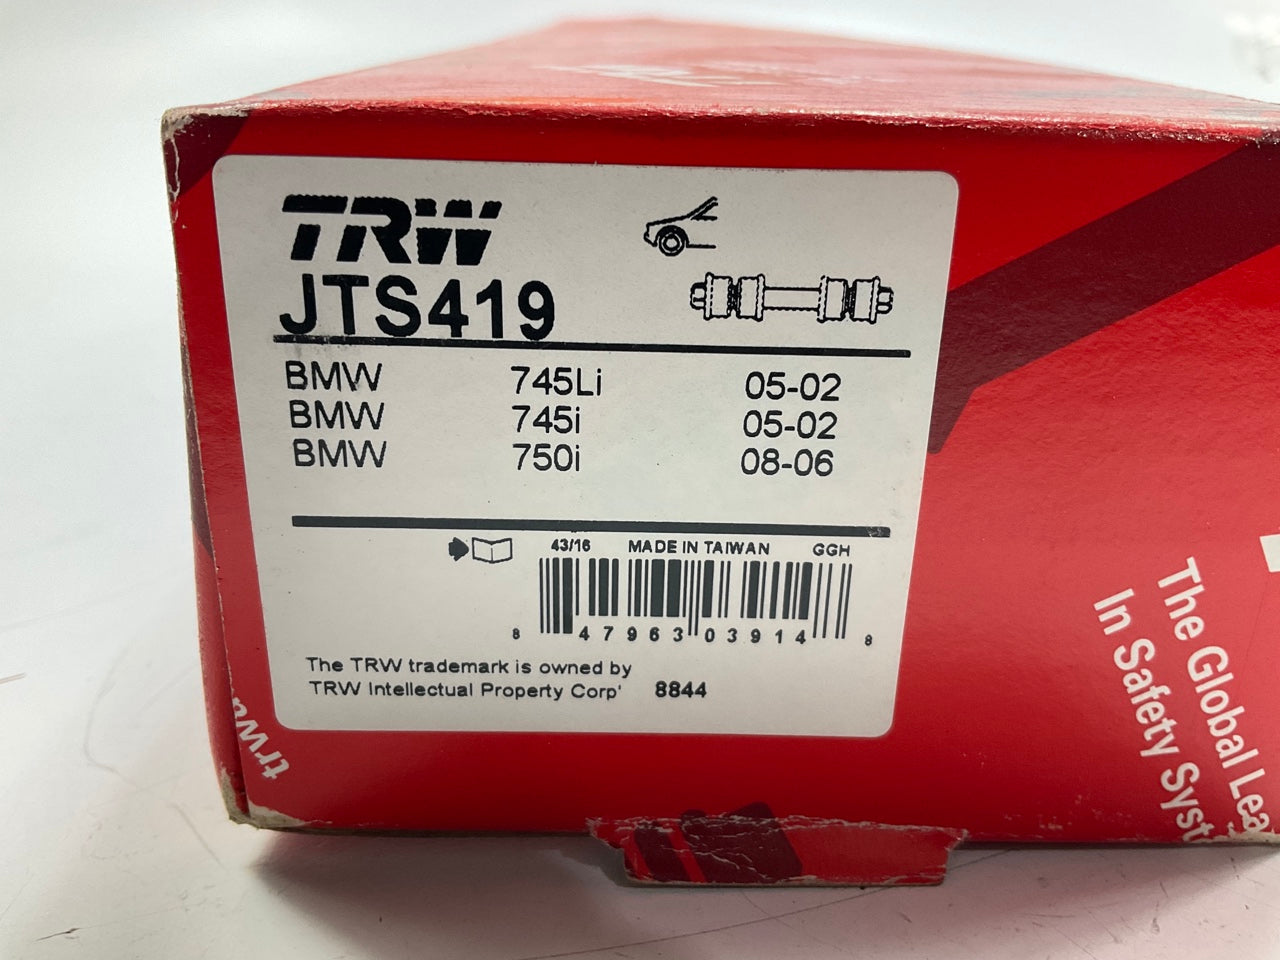 TRW
JTS419
BMW 745Li 05-02
BMW 745i 05-02
BMW 750i 08-06
43/16 MADE IN TAIWAN GGH
8 47963 03914 8
The TRW trademark is owned by
TRW Intellectual Property Corp' 8844
The Global
In Safety